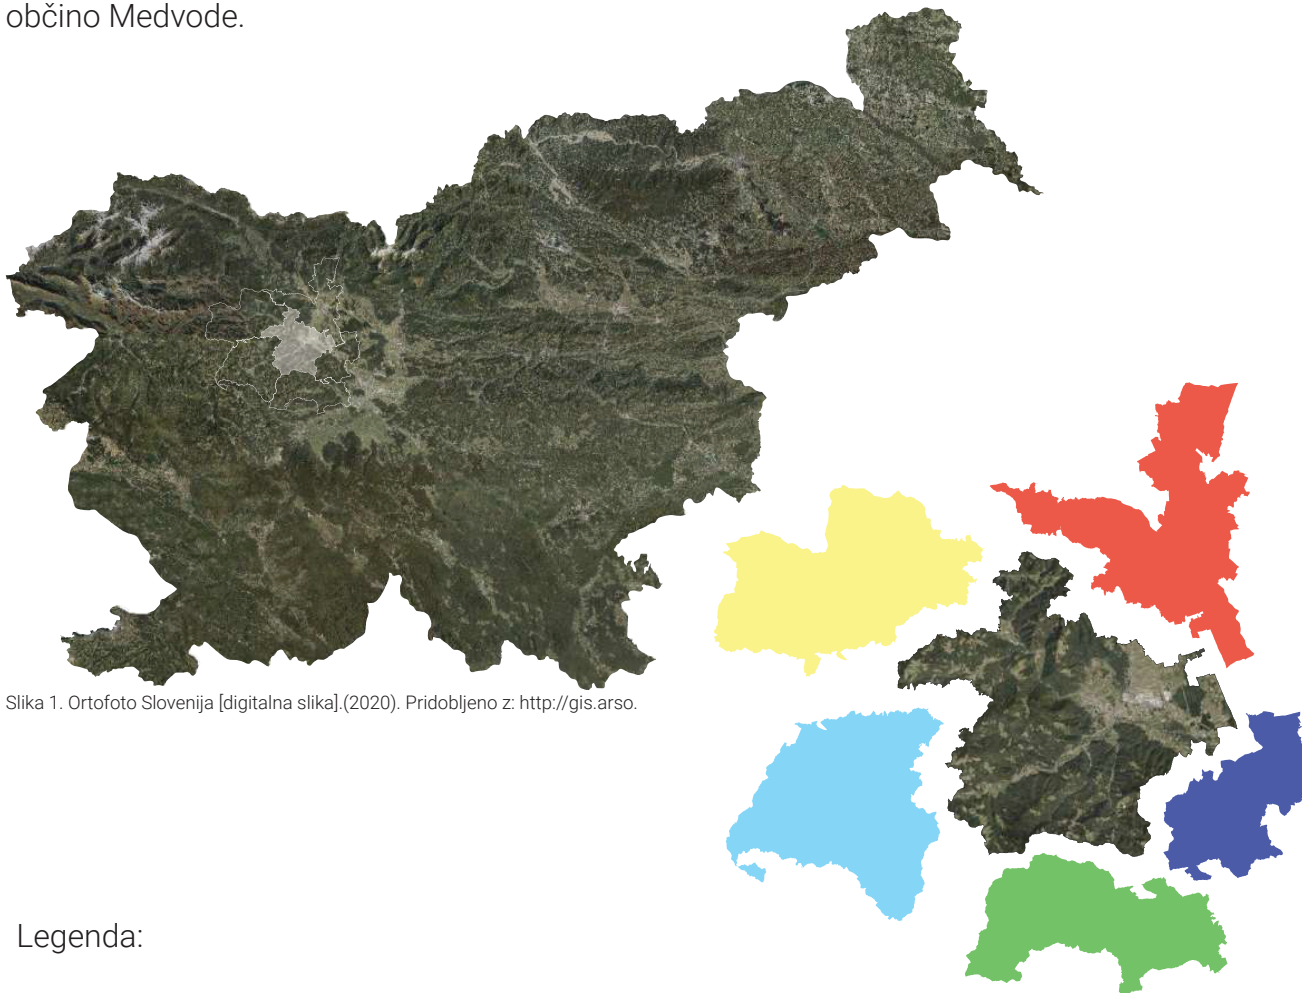 občino Medvode.
Slika 1. Ortofoto Slovenija [digitalna slika].(2020). Pridobljeno z: http://gis.arso.
Legenda: